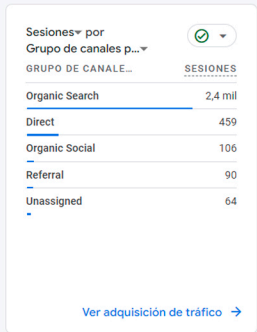 Sesiones por
Grupo de canales p...
GRUPO DE CANALE... SESIONES
Organic Search 2,4 mil
Direct 459
Organic Social 106
Referral 90
Unassigned 64
Ver adquisición de tráfico